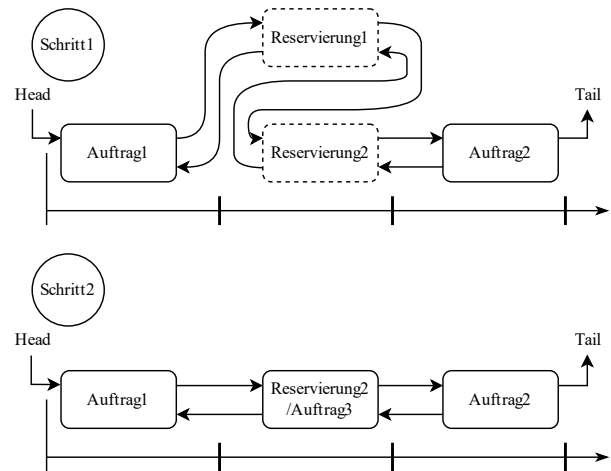 Schritt1
Reservierung1
Head
Tail
Auftrag1
Reservierung2
Auftrag2
Schritt2
Head
Tail
Auftrag1
Reservierung2
/Auftrag3
Auftrag2